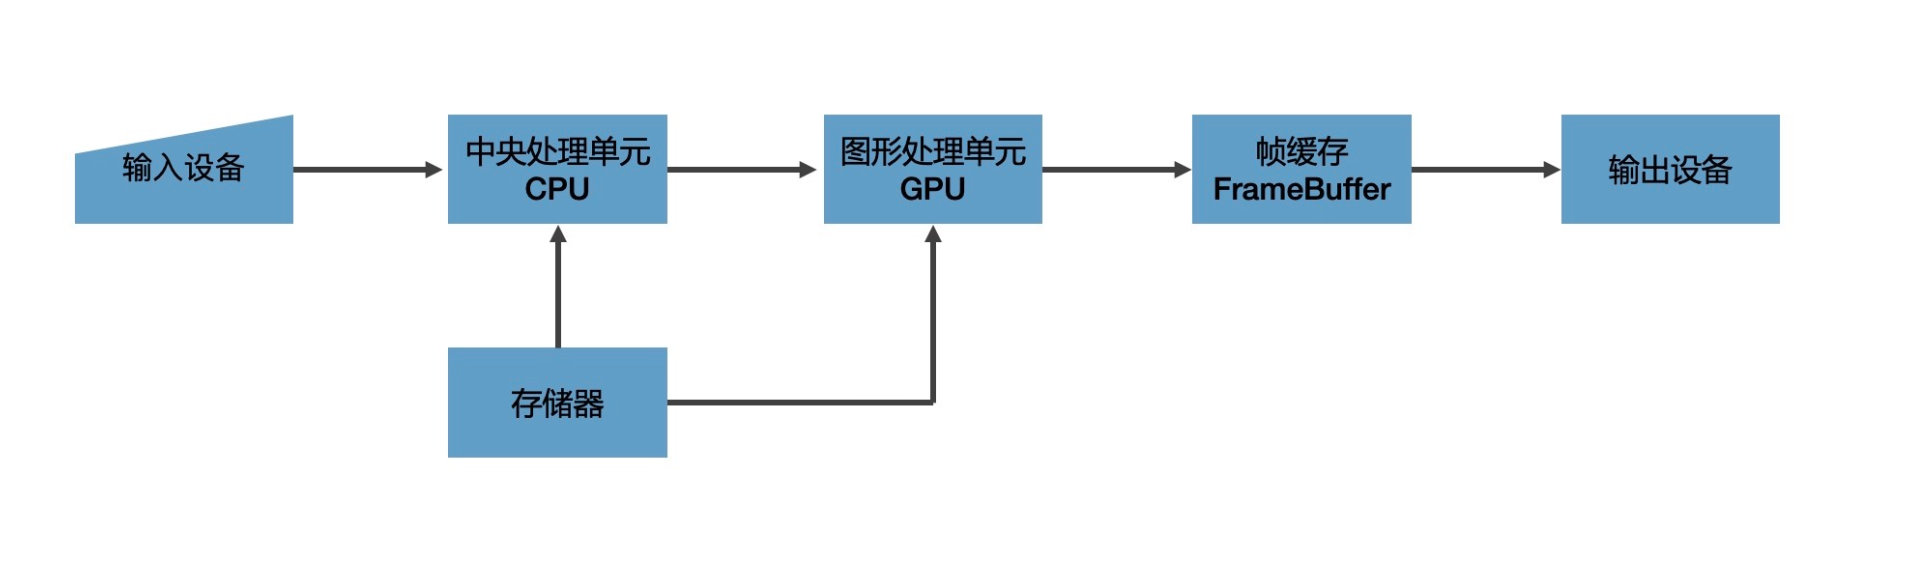 输入设备
中央处理单元
CPU
图形处理单元
GPU
帧缓存
FrameBuffer
输出设备
存储器